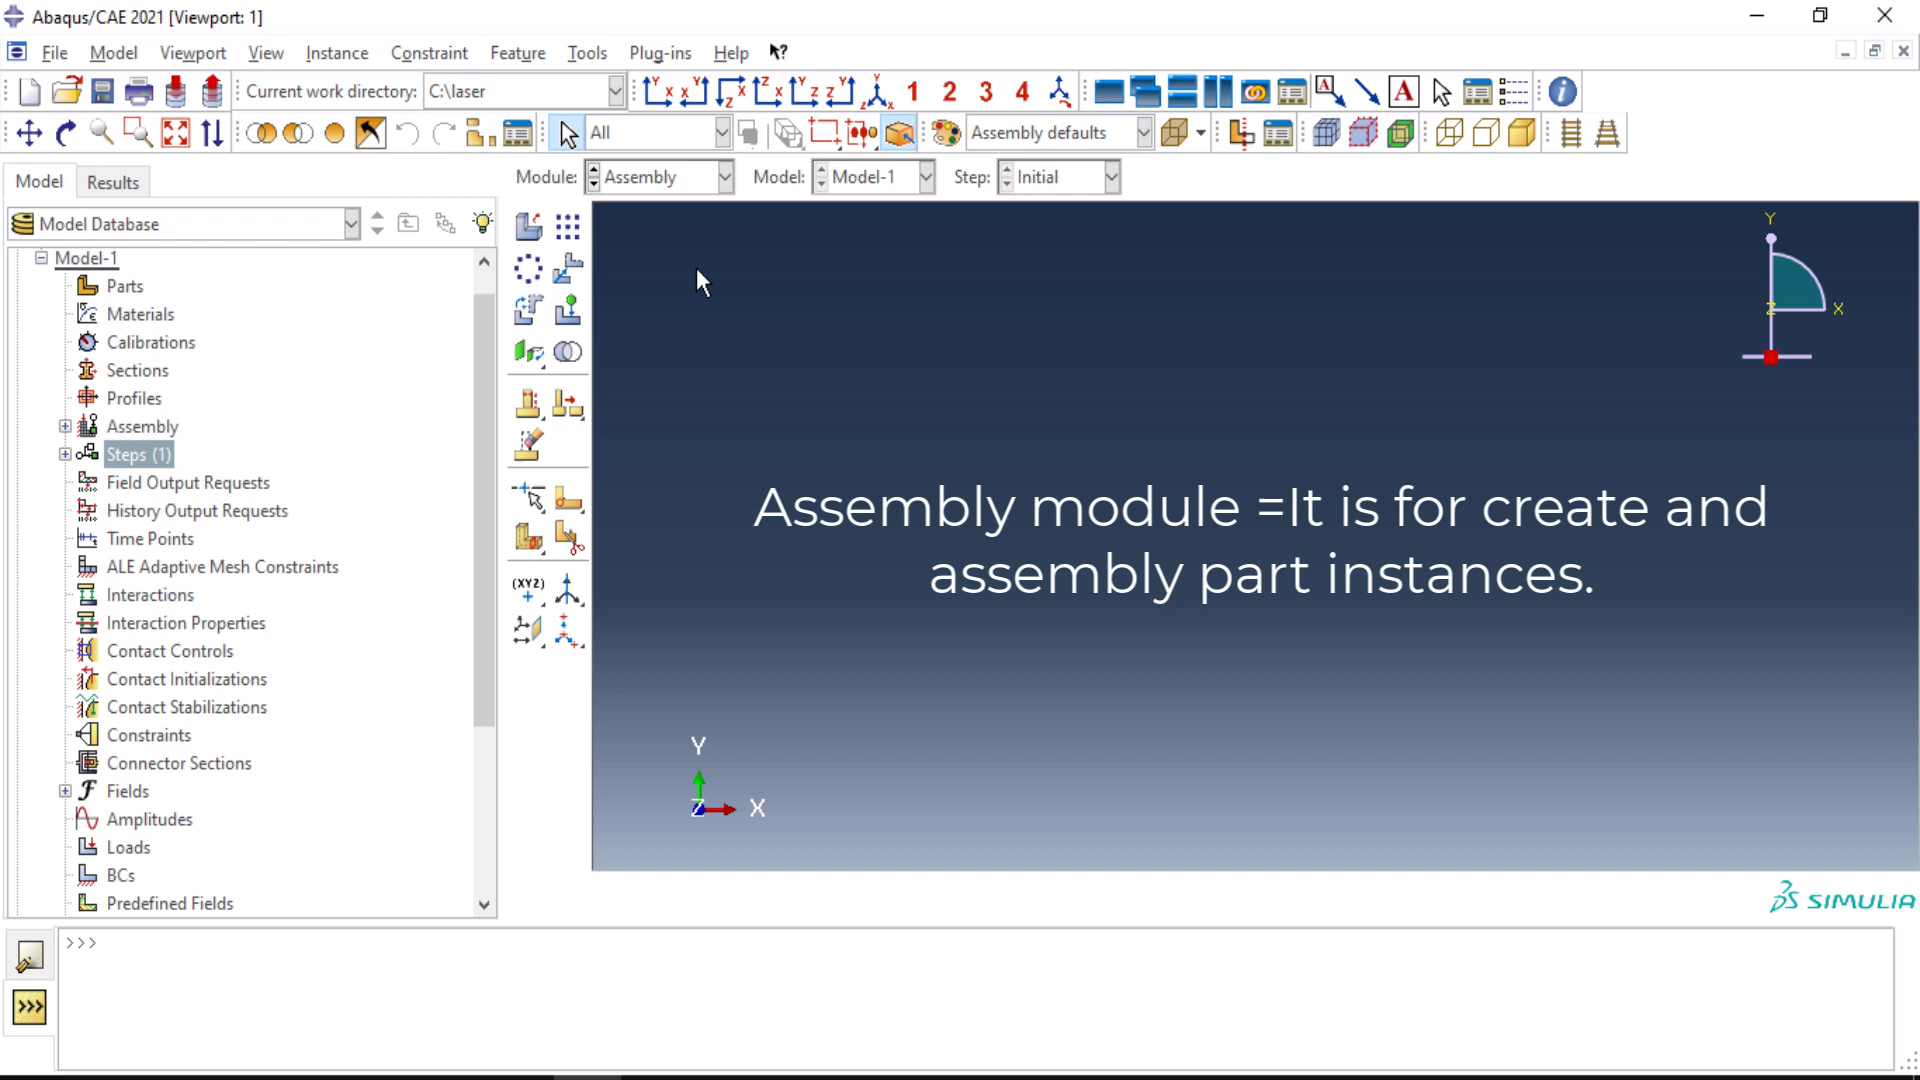 Abaqus/CAE 2021 [Viewport: 1]
File Model Viewport View Instance Constraint Feature Tools Plug-ins Help
Current work directory: C:\laser
1 2 3 4
All
Assembly defaults
Model Results
Module: Assembly Model: Model-1 Step: Initial
Model Database
Model-1
Parts
Materials
Calibrations
Sections
Profiles
Assembly
Steps (1)
Field Output Requests
History Output Requests
Time Points
ALE Adaptive Mesh Constraints
Interactions
Interaction Properties
Contact Controls
Contact Initializations
Contact Stabilizations
Constraints
Connector Sections
Fields
Amplitudes
Loads
BCs
Predefined Fields
(XYZ)
Y
Z X
Assembly module =It is for create and
assembly part instances.
Y
Z X
SIMULIA
>>>
>>>